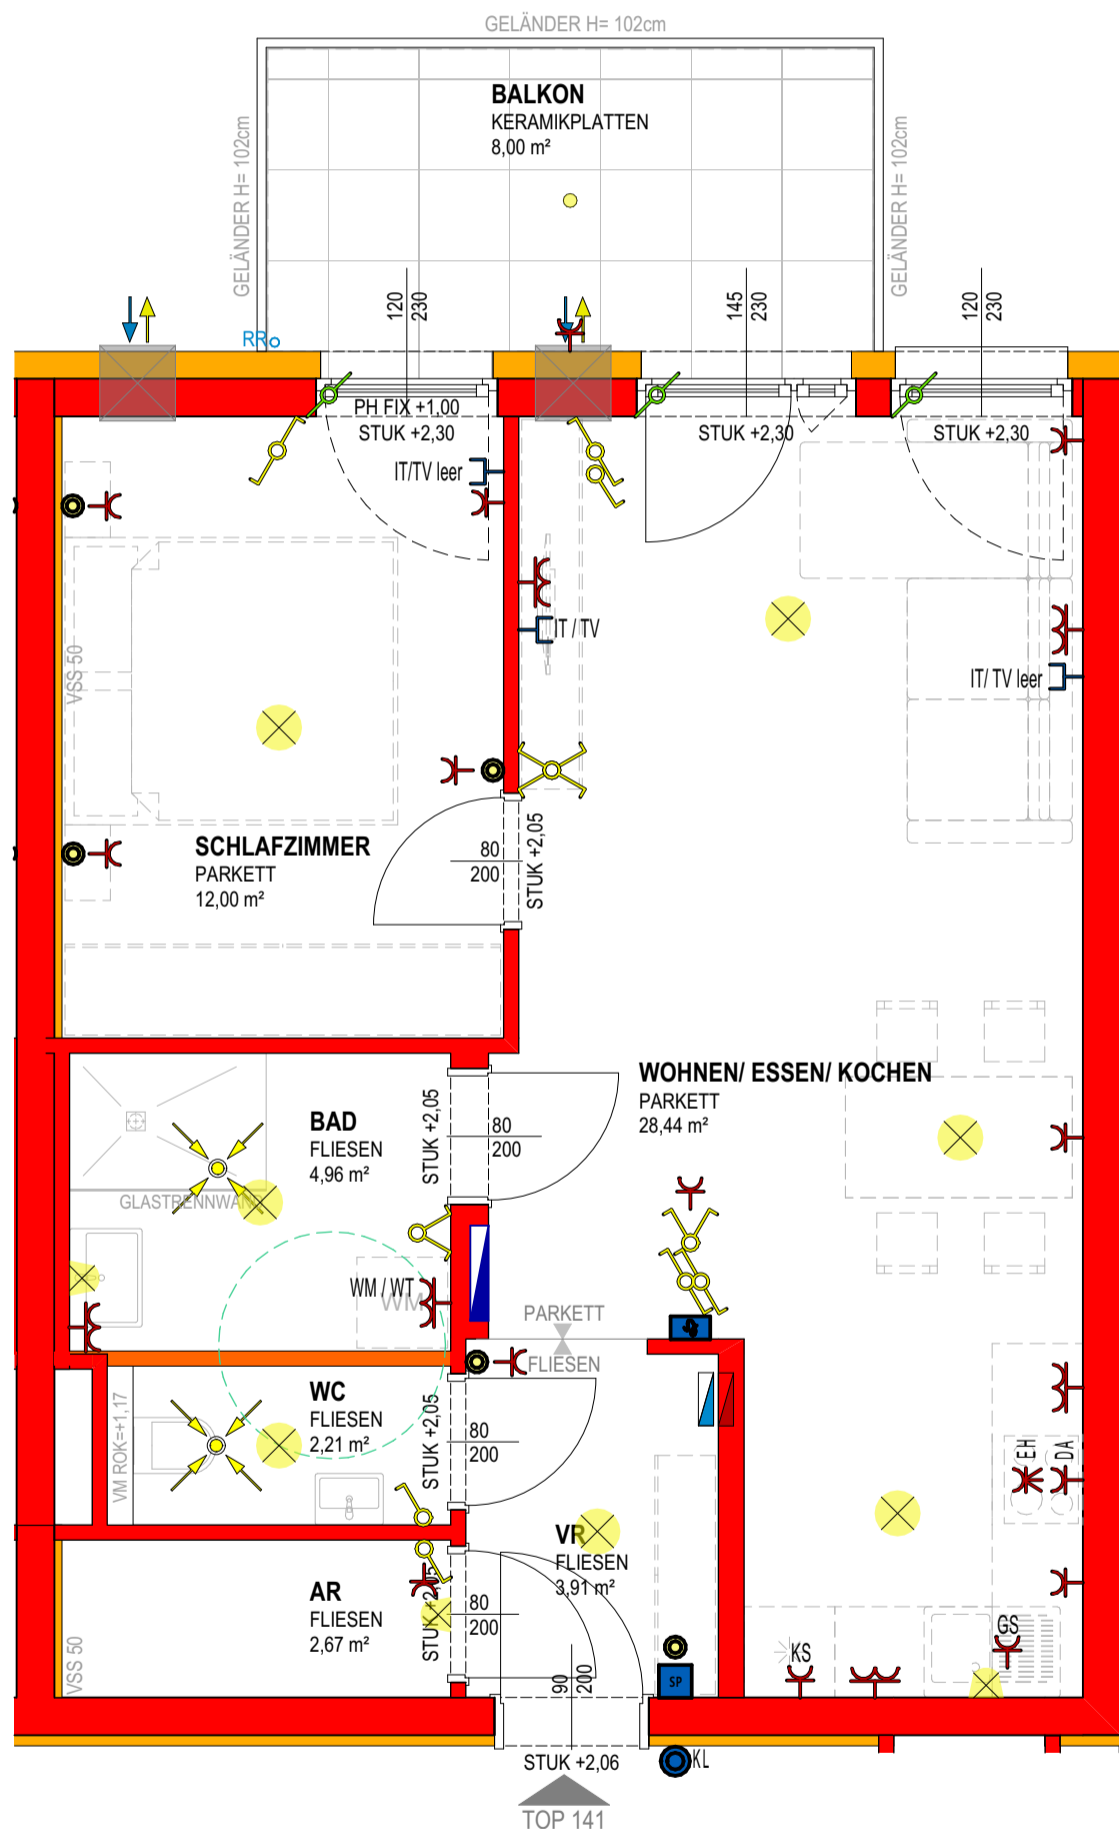 GELÄNDER H= 102cm
BALKON
KERAMIKPLATTEN
8,00 m²
GELÄNDER H= 102cm
GELÄNDER H= 102cm
120
230
145
230
120
230
RR
PH FIX +1,00
STUK +2,30
STUK +2,30
STUK +2,30
IT/TV leer
IT / TV
IT/ TV leer
VSS 50
SCHLAFZIMMER
PARKETT
12,00 m²
80
200
STUK +2,05
WOHNEN/ ESSEN/ KOCHEN
PARKETT
28,44 m²
BAD
FLIESEN
4,96 m²
STUK +2,05
80
200
GLASTRENNWAND
WM / WT
WM
PARKETT
FLIESEN
WC
FLIESEN
2,21 m²
VM ROK=+1,17
STUK +2,05
80
200
EH
DA
VR
FLIESEN
3,91 m²
AR
FLIESEN
2,67 m²
VSS 50
STUK +2,05
80
200
90
200
KS
GS
SP
KL
STUK +2,06
TOP 141